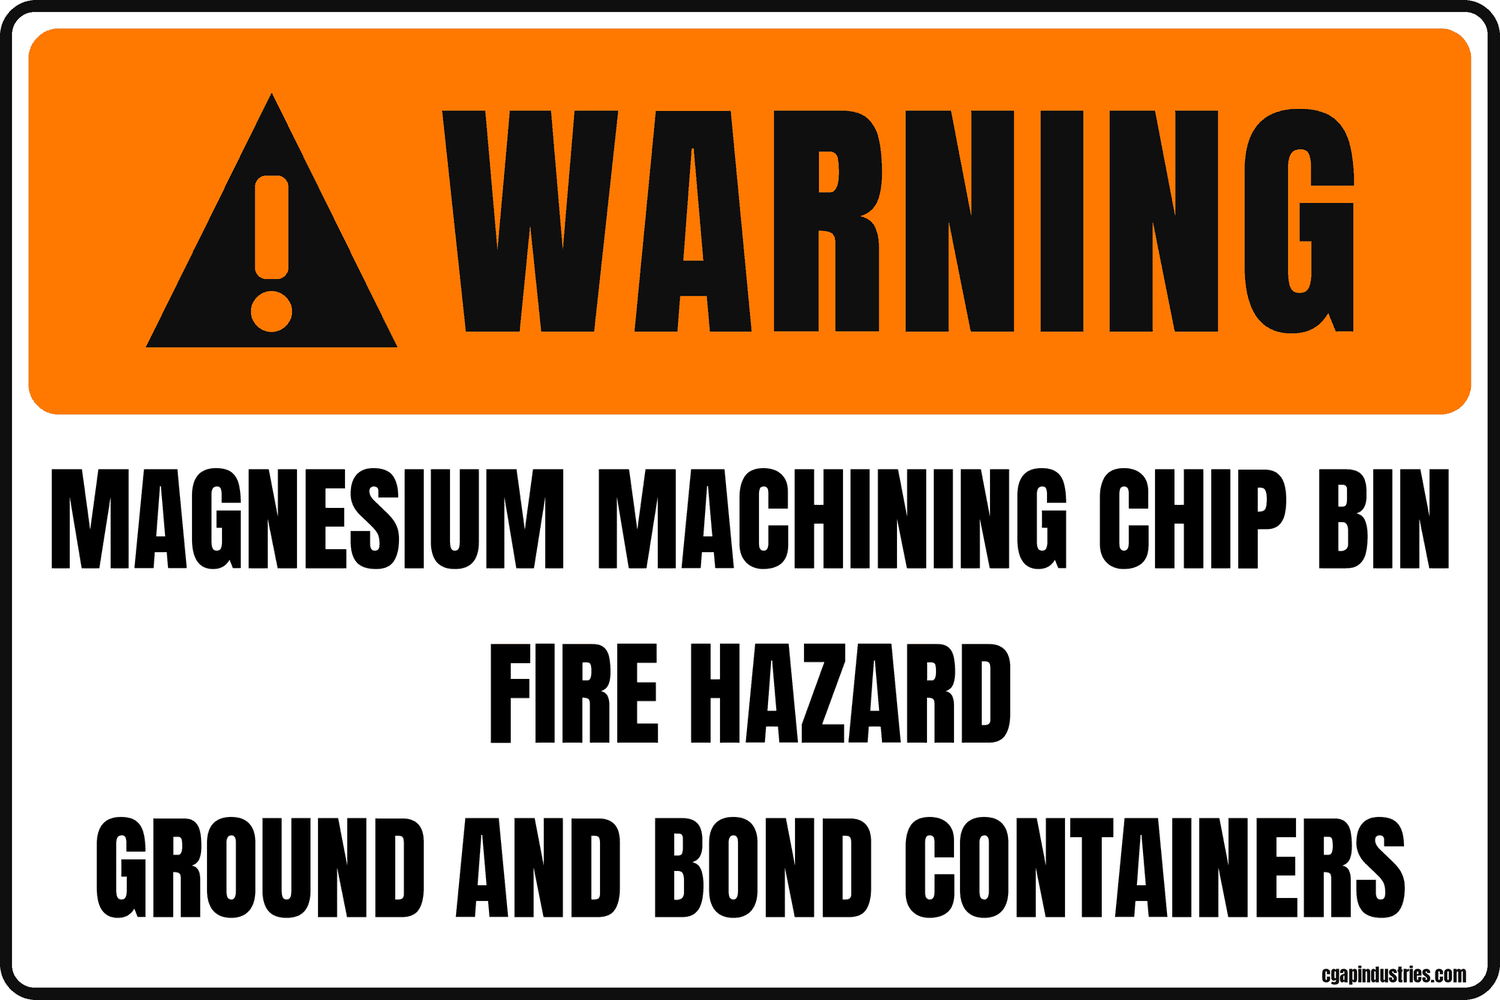 WARNING
MAGNESIUM MACHINING CHIP BIN
FIRE HAZARD
GROUND AND BOND CONTAINERS
cgapindustries.com